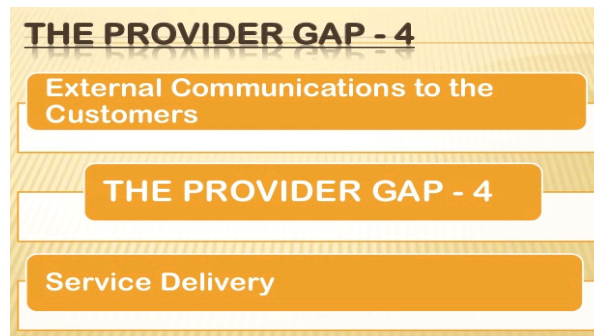 THE PROVIDER GAP - 4
External Communications to the
Customers
THE PROVIDER GAP - 4
Service Delivery